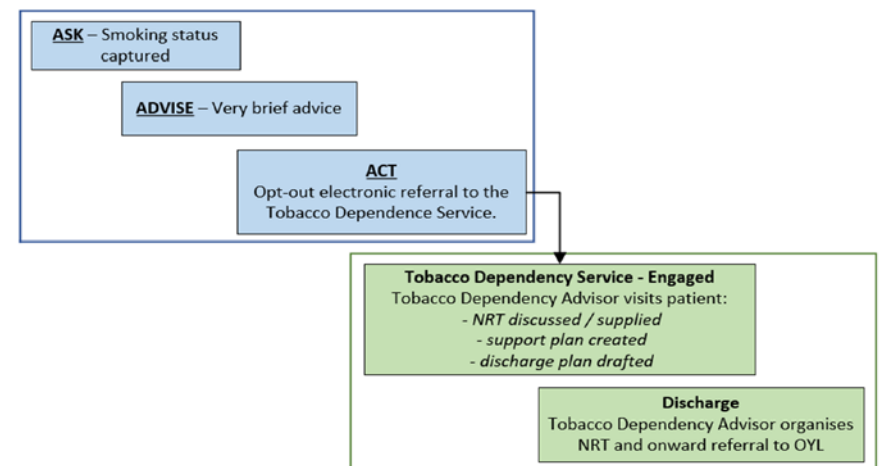 ASK – Smoking status
captured
ADVISE – Very brief advice
ACT
Opt-out electronic referral to the
Tobacco Dependence Service.
Tobacco Dependency Service - Engaged
Tobacco Dependency Advisor visits patient:
- NRT discussed / supplied
- support plan created
- discharge plan drafted
Discharge
Tobacco Dependency Advisor organises
NRT and onward referral to OYL